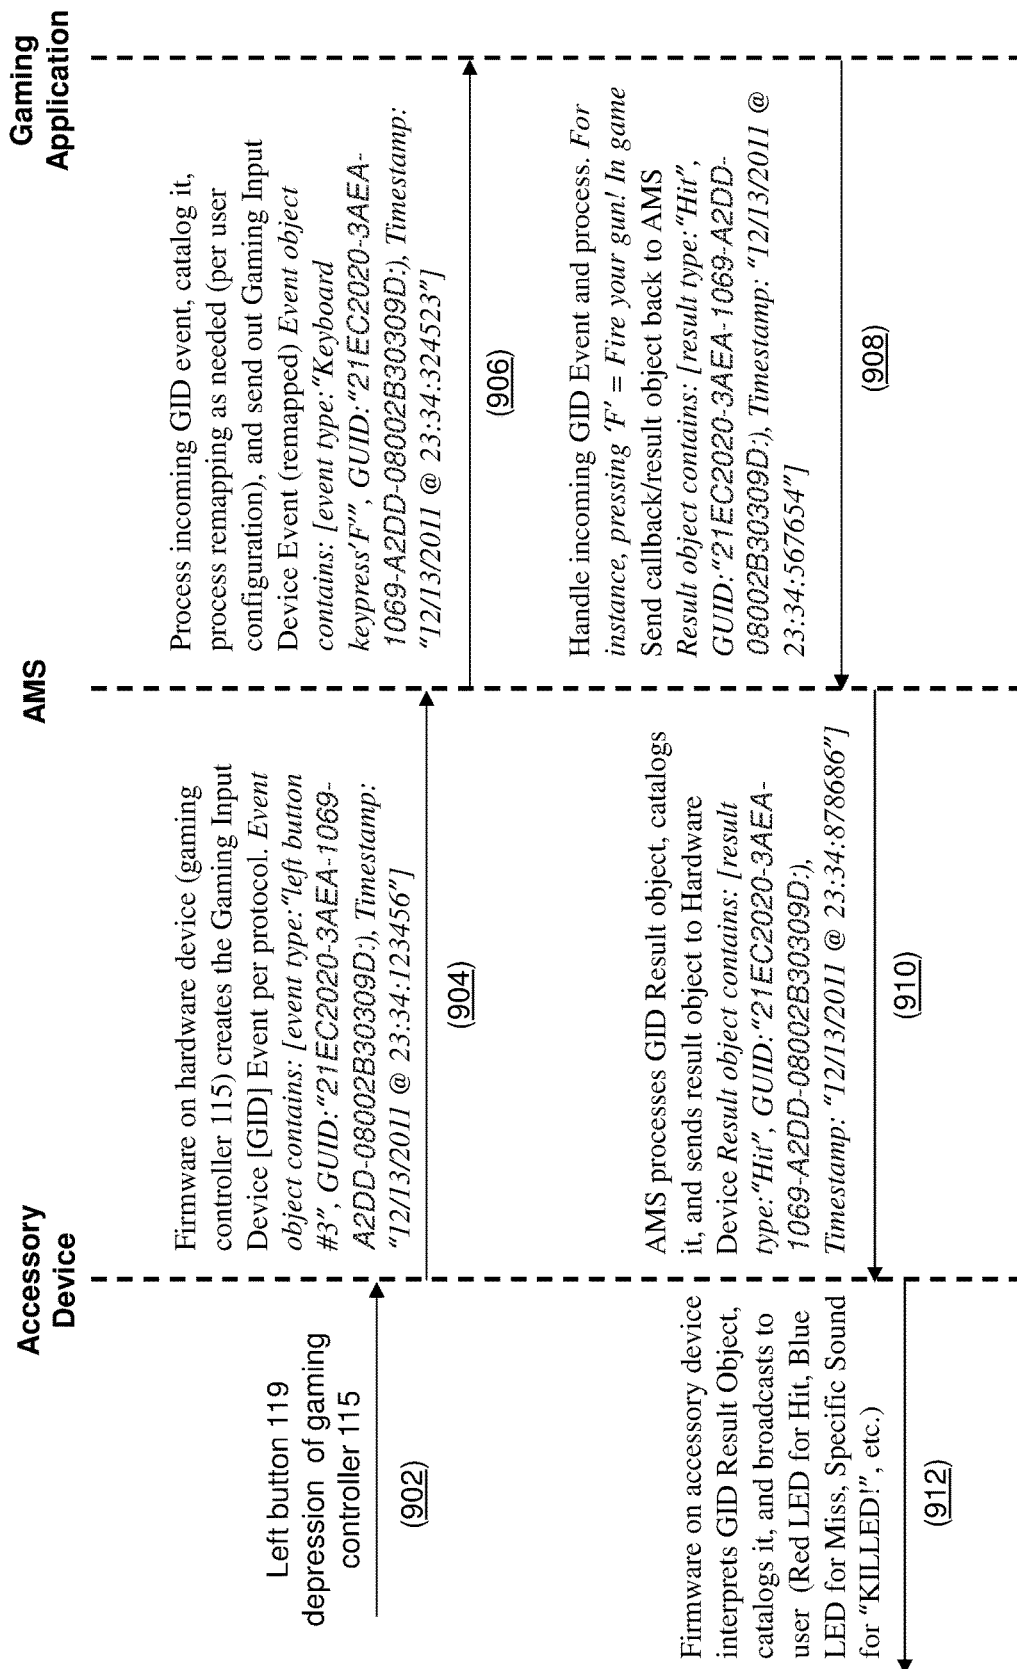 Accessory
Device
AMS
Gaming
Application
Left button 119
depression of gaming
controller 115
(902)
Firmware on hardware device (gaming
controller 115) creates the Gaming Input
Device [GID] Event per protocol. Event
object contains: [event type:“left button
#3”, GUID:“21EC2020-3AEA-1069-
A2DD-08002B30309D:), Timestamp:
“12/13/2011 @ 23:34:123456”]
(904)
Process incoming GID event, catalog it,
process remapping as needed (per user
configuration), and send out Gaming Input
Device Event (remapped) Event object
contains: [event type:“Keyboard
keypress‘F’”, GUID:“21EC2020-3AEA-
1069-A2DD-08002B30309D:), Timestamp:
“12/13/2011 @ 23:34:324523”]
(906)
Handle incoming GID Event and process. For
instance, pressing ‘F’ = Fire your gun! In game
Send callback/result object back to AMS
Result object contains: [result type:“Hit”,
GUID:“21EC2020-3AEA-1069-A2DD-
08002B30309D:), Timestamp: “12/13/2011 @
23:34:567654”]
(908)
AMS processes GID Result object, catalogs
it, and sends result object to Hardware
Device Result object contains: [result
type:“Hit”, GUID:“21EC2020-3AEA-
1069-A2DD-08002B30309D:),
Timestamp: “12/13/2011 @ 23:34:878686”]
(910)
Firmware on accessory device
interprets GID Result Object,
catalogs it, and broadcasts to
user (Red LED for Hit, Blue
LED for Miss, Specific Sound
for “KILLED!”, etc.)
(912)